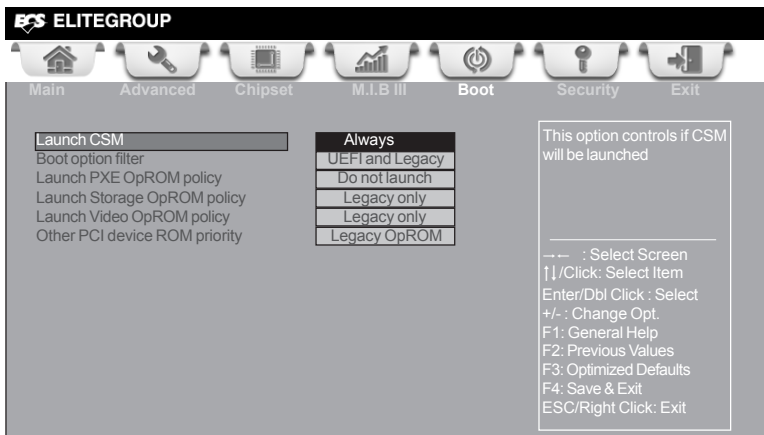 ECS ELITEGROUP
Main Advanced Chipset M.I.B III Boot Security Exit
Launch CSM Always
Boot option filter UEFI and Legacy
Launch PXE OpROM policy Do not launch
Launch Storage OpROM policy Legacy only
Launch Video OpROM policy Legacy only
Other PCI device ROM priority Legacy OpROM
This option controls if CSM
will be launched
→← : Select Screen
↑↓/Click: Select Item
Enter/Dbl Click : Select
+/- : Change Opt.
F1: General Help
F2: Previous Values
F3: Optimized Defaults
F4: Save & Exit
ESC/Right Click: Exit